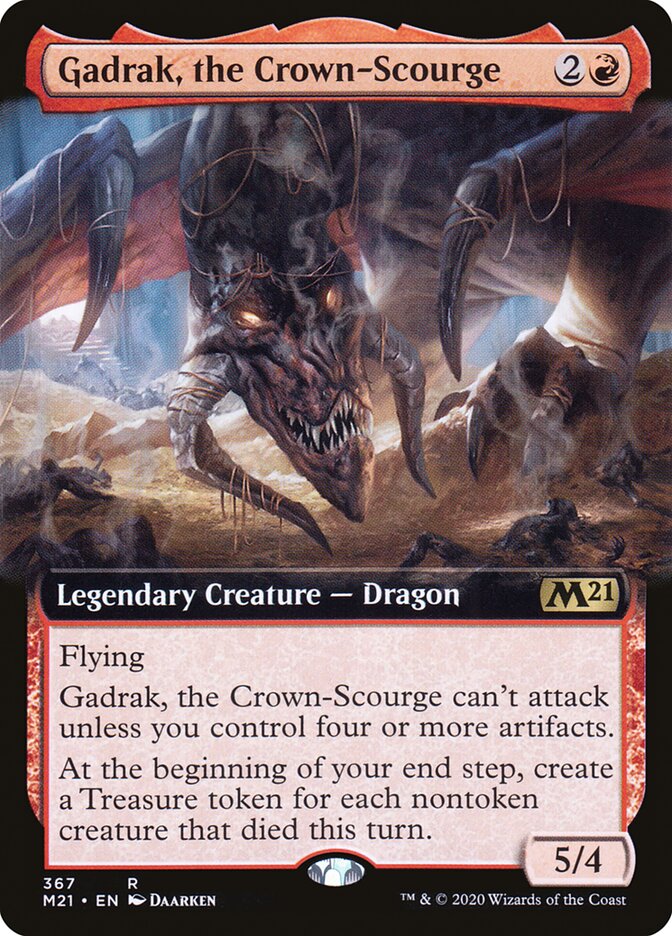 Gadrak, the Crown-Scourge 2
Legendary Creature — Dragon M21
Flying
Gadrak, the Crown-Scourge can't attack
unless you control four or more artifacts.
At the beginning of your end step, create
a Treasure token for each nontoken
creature that died this turn.
5/4
367 R
M21 • EN DAARKEN
™ & © 2020 Wizards of the Coast